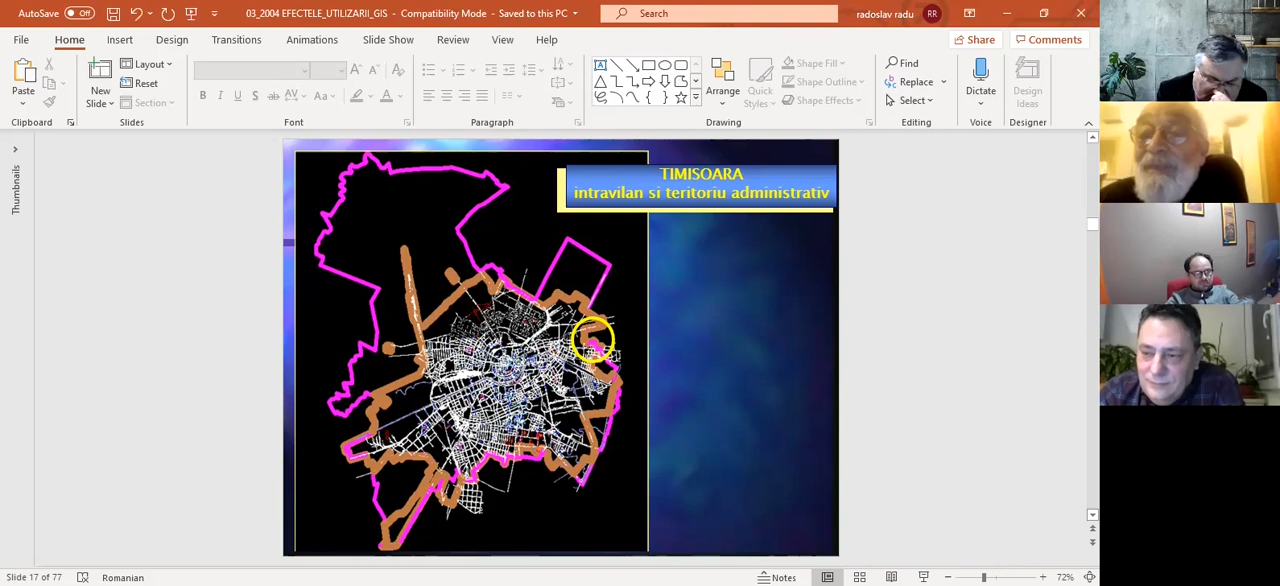 AutoSave Off 03_2004 EFECTELE_UTILIZARII_GIS - Compatibility Mode - Saved to this PC Search radoslav radu RR
File Home Insert Design Transitions Animations Slide Show Review View Help Share Comments
Paste
New Slide
Layout
Reset
Section
B I U S ab AV Aa A
Arrange
Quick Styles
Shape Fill
Shape Outline
Shape Effects
Find
Replace
Select
Dictate
Design Ideas
Clipboard Slides Font Paragraph Drawing Editing Voice Designer
Thumbnails
TIMISOARA
intravilan si teritoriu administrativ
Slide 17 of 77 Romanian Notes 72%